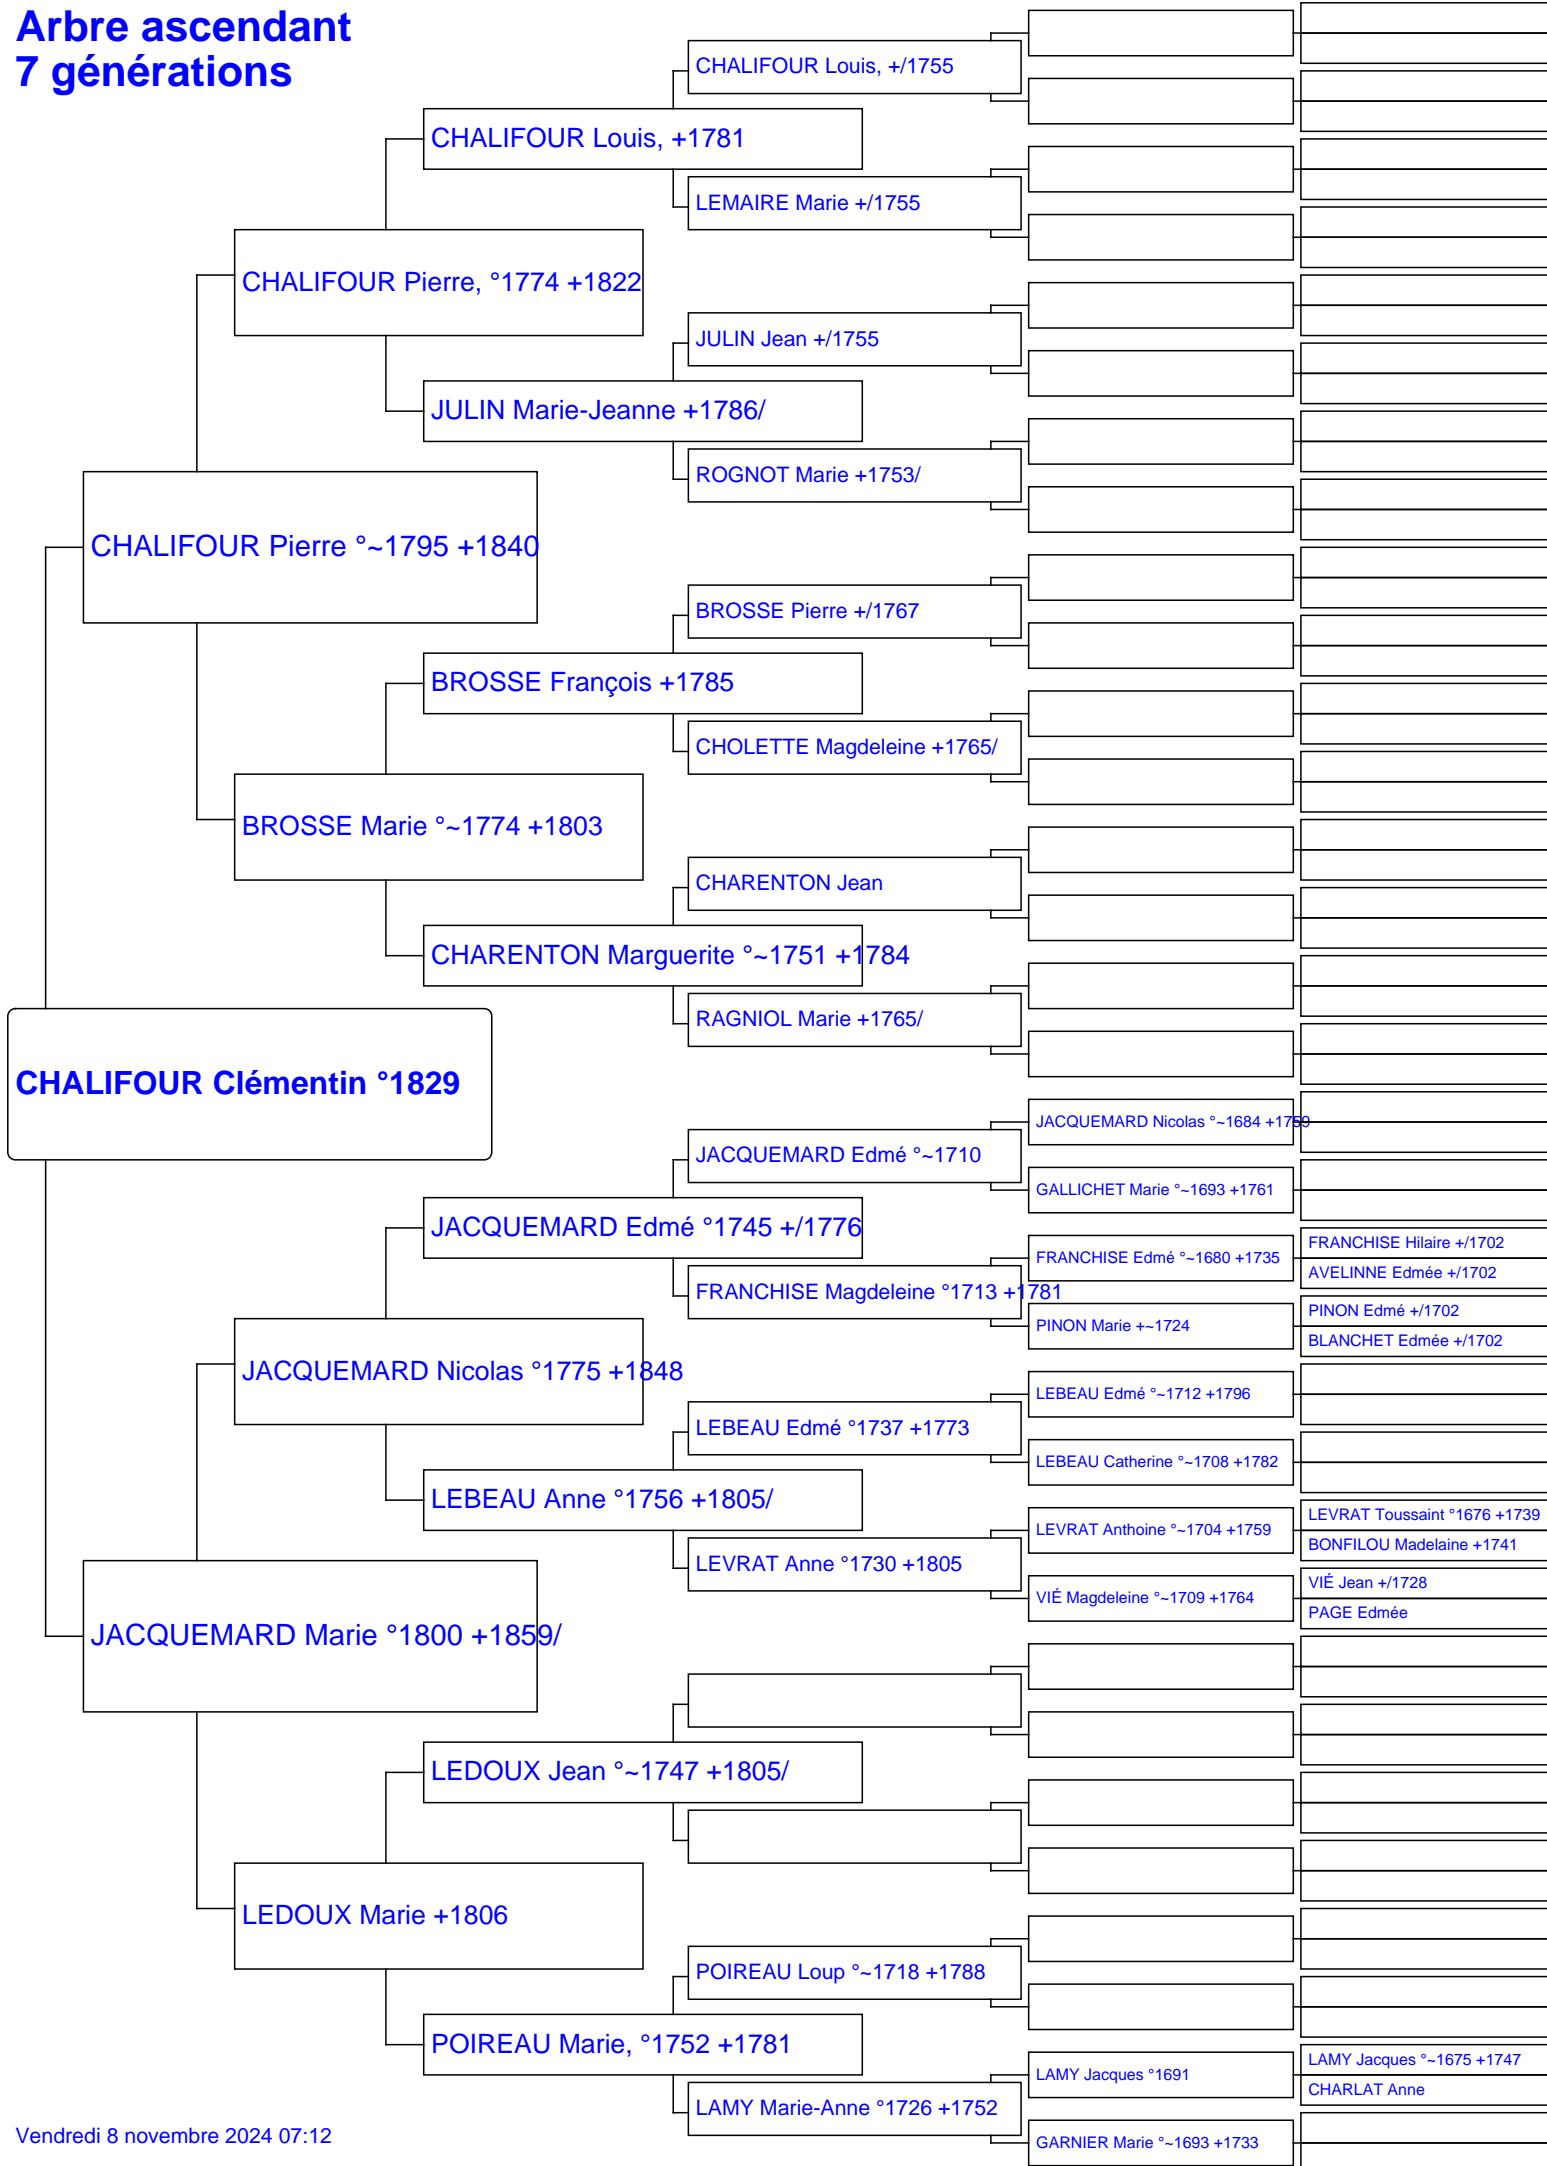 Arbre ascendant
7 générations
CHALIFOUR Louis, +/1755
CHALIFOUR Louis, +1781
LEMAIRE Marie +/1755
CHALIFOUR Pierre, °1774 +1822
JULIN Jean +/1755
JULIN Marie-Jeanne +1786/
ROGNOT Marie +1753/
CHALIFOUR Pierre °~1795 +1840
BROSSE Pierre +/1767
BROSSE François +1785
CHOLETTE Magdeleine +1765/
BROSSE Marie °~1774 +1803
CHARENTON Jean
CHARENTON Marguerite °~1751 +1784
RAGNIOL Marie +1765/
CHALIFOUR Clémentin °1829
JACQUEMARD Nicolas °~1684 +1759
JACQUEMARD Edmé °~1710
GALLICHET Marie °~1693 +1761
JACQUEMARD Edmé °1745 +/1776
FRANCHISE Hilaire +/1702
FRANCHISE Edmé °~1680 +1735
AVELINNE Edmée +/1702
FRANCHISE Magdeleine °1713 +1781
PINON Edmé +/1702
PINON Marie +~1724
BLANCHET Edmée +/1702
JACQUEMARD Nicolas °1775 +1848
LEBEAU Edmé °~1712 +1796
LEBEAU Edmé °1737 +1773
LEBEAU Catherine °~1708 +1782
LEBEAU Anne °1756 +1805/
LEVRAT Toussaint °1676 +1739
LEVRAT Anthoine °~1704 +1759
BONFILOU Madelaine +1741
LEVRAT Anne °1730 +1805
VIÉ Jean +/1728
VIÉ Magdeleine °~1709 +1764
PAGE Edmée
JACQUEMARD Marie °1800 +1859/
LEDOUX Jean °~1747 +1805/
LEDOUX Marie +1806
POIREAU Loup °~1718 +1788
POIREAU Marie, °1752 +1781
LAMY Jacques °~1675 +1747
LAMY Jacques °1691
CHARLAT Anne
LAMY Marie-Anne °1726 +1752
GARNIER Marie °~1693 +1733
Vendredi 8 novembre 2024 07:12